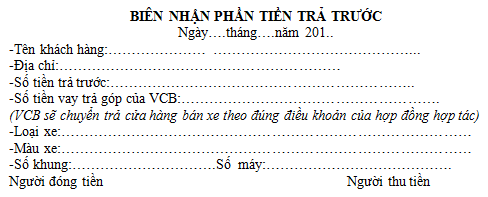 BIÊN NHẬN PHẦN TIỀN TRẢ TRƯỚC
Ngày….tháng….năm 201..
-Tên khách hàng:…………………… ………………………………………….
-Địa chỉ:……………………………………………………….
-Số tiền trả trước:……………………………………………………………….
-Số tiền vay trả góp của VCB:……………………………………………………
(VCB sẽ chuyển trả cửa hàng bán xe theo đúng điều khoản của hợp đồng hợp tác)
-Loại xe:……………………………………………………………………………
-Màu xe:……………………………………………………………………………
-Số khung:…………………………Số máy:……………………………………….
Người đóng tiền Người thu tiền